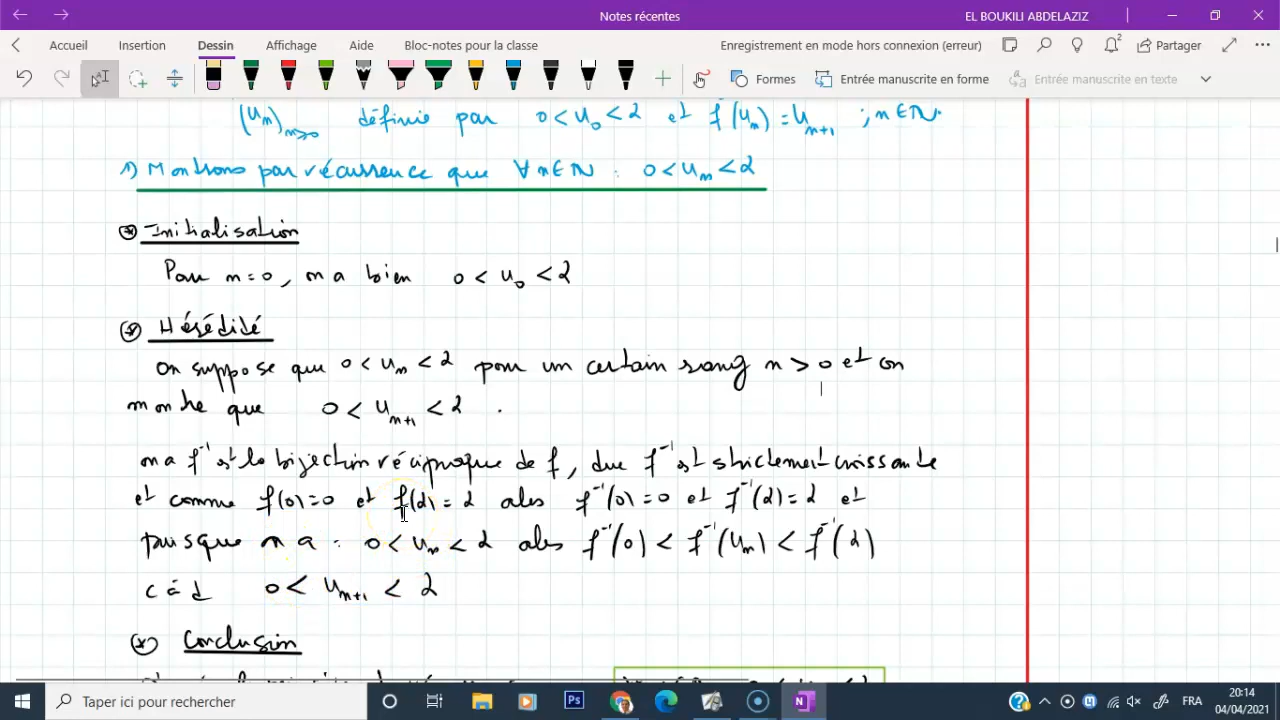 Notes récentes
EL BOUKILI ABDELAZIZ
Accueil Insertion Dessin Affichage Aide Bloc-notes pour la classe Enregistrement en mode hors connexion (erreur) Partager
Formes Entrée manuscrite en forme Entrée manuscrite en texte
(Un)n≥0 définie par 0<U0<2 et f⁻¹(Un)=Un+1 ; n∈ℕ.
1) Montrons par récurrence que ∀n∈ℕ : 0<Un<2
* Initialisation
Pour n=0, on a bien 0<U0<2
* Hérédité
On suppose que 0<Un<2 pour un certain rang n>0 et on
montre que 0<Un+1<2 .
on a f⁻¹ est la bijection réciproque de f, donc f⁻¹ est strictement croissante
et comme f(0)=0 et f(2)=2 alors f⁻¹(0)=0 et f⁻¹(2)=2 et
puisque on a : 0<Un<2 alors f⁻¹(0)<f⁻¹(Un)<f⁻¹(2)
c à d 0<Un+1<2
* Conclusion
Taper ici pour rechercher
FRA
20:14
04/04/2021